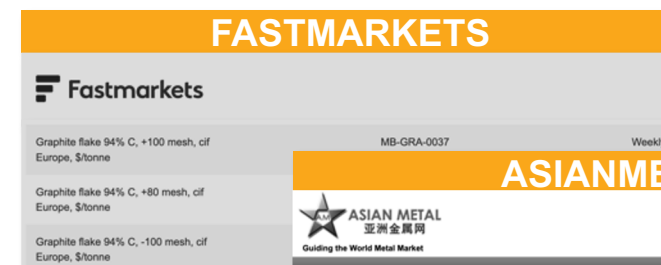 FASTMARKETS
Fastmarkets
Graphite flake 94% C, +100 mesh, cif
Europe, $/tonne
MB-GRA-0037
Graphite flake 94% C, +80 mesh, cif
Europe, $/tonne
Graphite flake 94% C, -100 mesh, cif
Europe, $/tonne
ASIANME
AM
ASIAN METAL
亚洲金属网
Guiding the World Metal Market